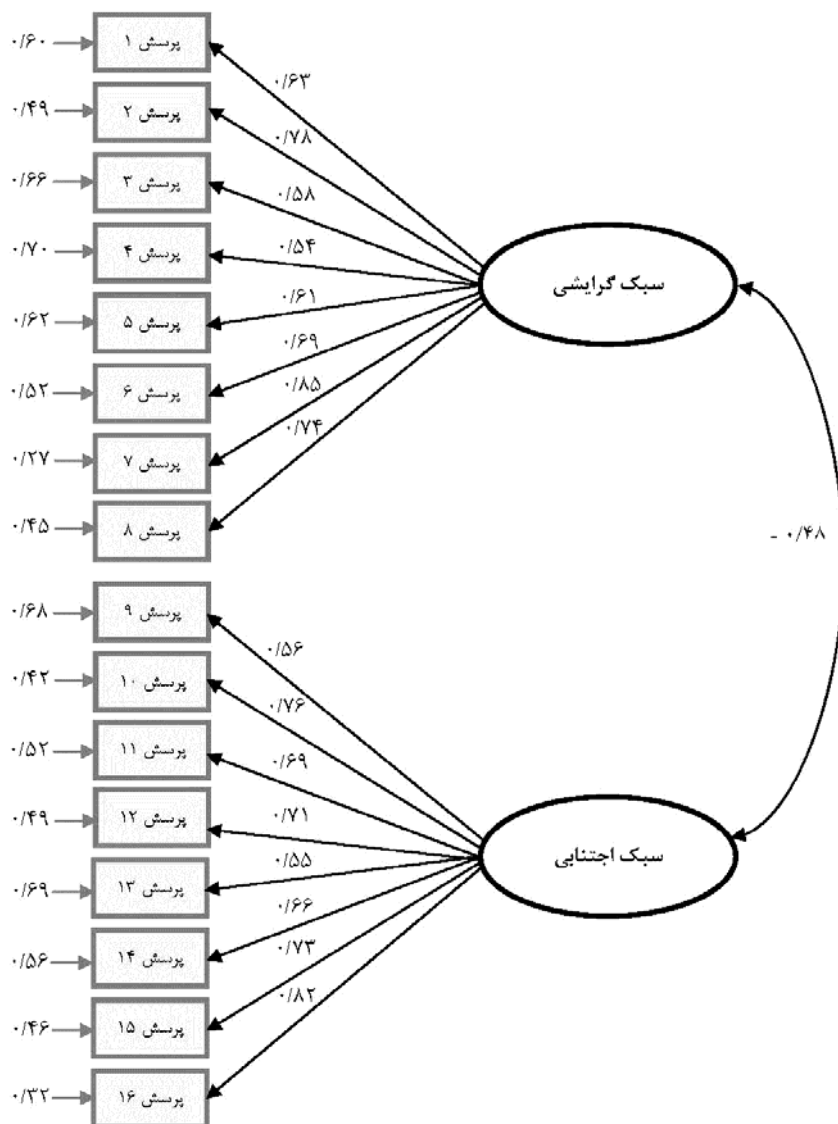 ۰/۶۰ پرسش ۱ ۰/۶۳
۰/۴۹ پرسش ۲ ۰/۷۸
۰/۶۶ پرسش ۳ ۰/۵۸
۰/۷۰ پرسش ۴ ۰/۵۴
۰/۶۲ پرسش ۵ ۰/۶۱
۰/۵۲ پرسش ۶ ۰/۶۹
۰/۲۷ پرسش ۷ ۰/۸۵
۰/۴۵ پرسش ۸ ۰/۷۴
سبک گرایشی
- ۰/۴۸
۰/۶۸ پرسش ۹ ۰/۵۶
۰/۴۲ پرسش ۱۰ ۰/۷۶
۰/۵۲ پرسش ۱۱ ۰/۶۹
۰/۴۹ پرسش ۱۲ ۰/۷۱
۰/۶۹ پرسش ۱۳ ۰/۵۵
۰/۵۶ پرسش ۱۴ ۰/۶۶
۰/۴۶ پرسش ۱۵ ۰/۷۳
۰/۳۲ پرسش ۱۶ ۰/۸۲
سبک اجتنابی